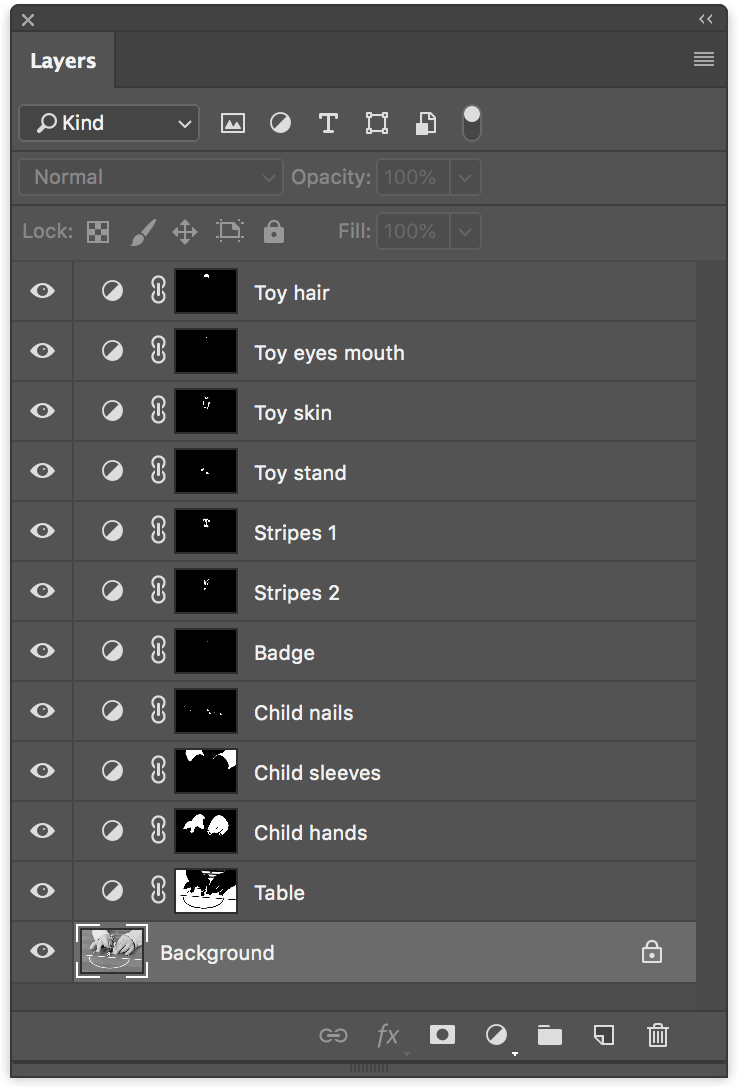 Layers
Kind
Normal Opacity: 100%
Lock: Fill: 100%
Toy hair
Toy eyes mouth
Toy skin
Toy stand
Stripes 1
Stripes 2
Badge
Child nails
Child sleeves
Child hands
Table
Background
fx